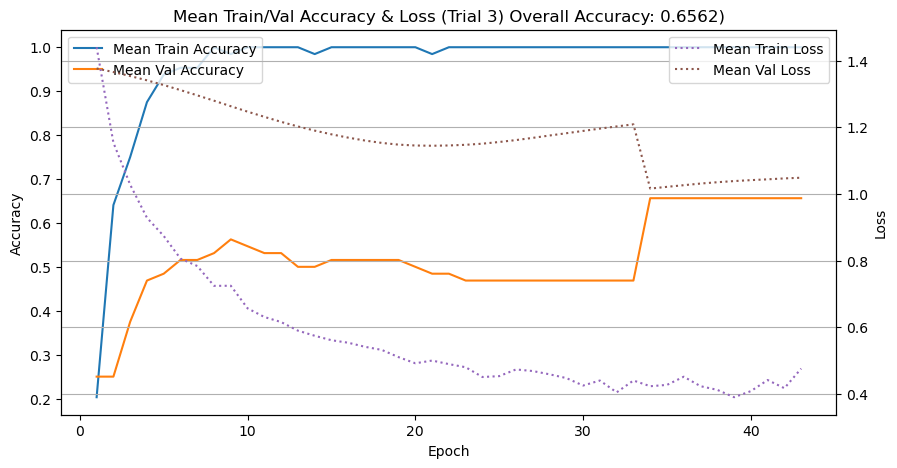 Mean Train/Val Accuracy & Loss (Trial 3) Overall Accuracy: 0.6562)
Mean Train Accuracy
Mean Val Accuracy
Mean Train Loss
Mean Val Loss
1.0
0.9
0.8
0.7
0.6
0.5
0.4
0.3
0.2
Accuracy
1.4
1.2
1.0
0.8
0.6
0.4
Loss
0 10 20 30 40
Epoch